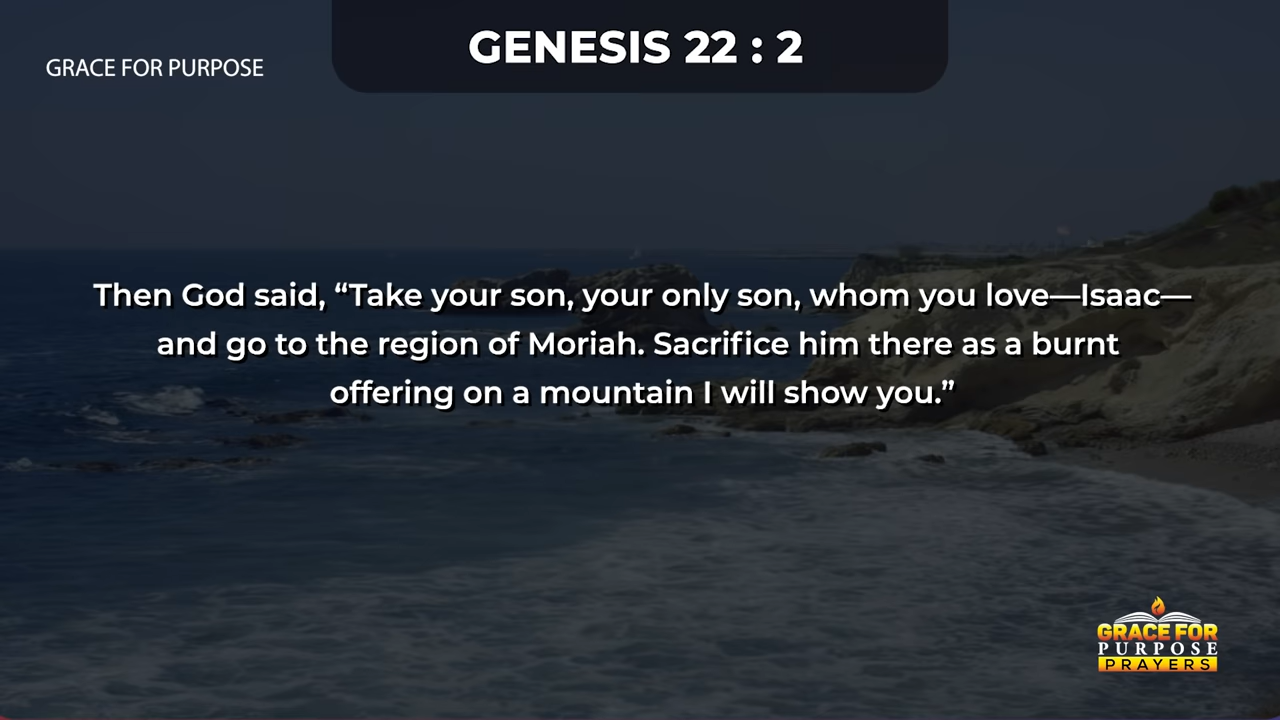 GENESIS 22 : 2
GRACE FOR PURPOSE
Then God said, “Take your son, your only son, whom you love—Isaac—
and go to the region of Moriah. Sacrifice him there as a burnt
offering on a mountain I will show you.”
GRACE FOR
PURPOSE
PRAYERS